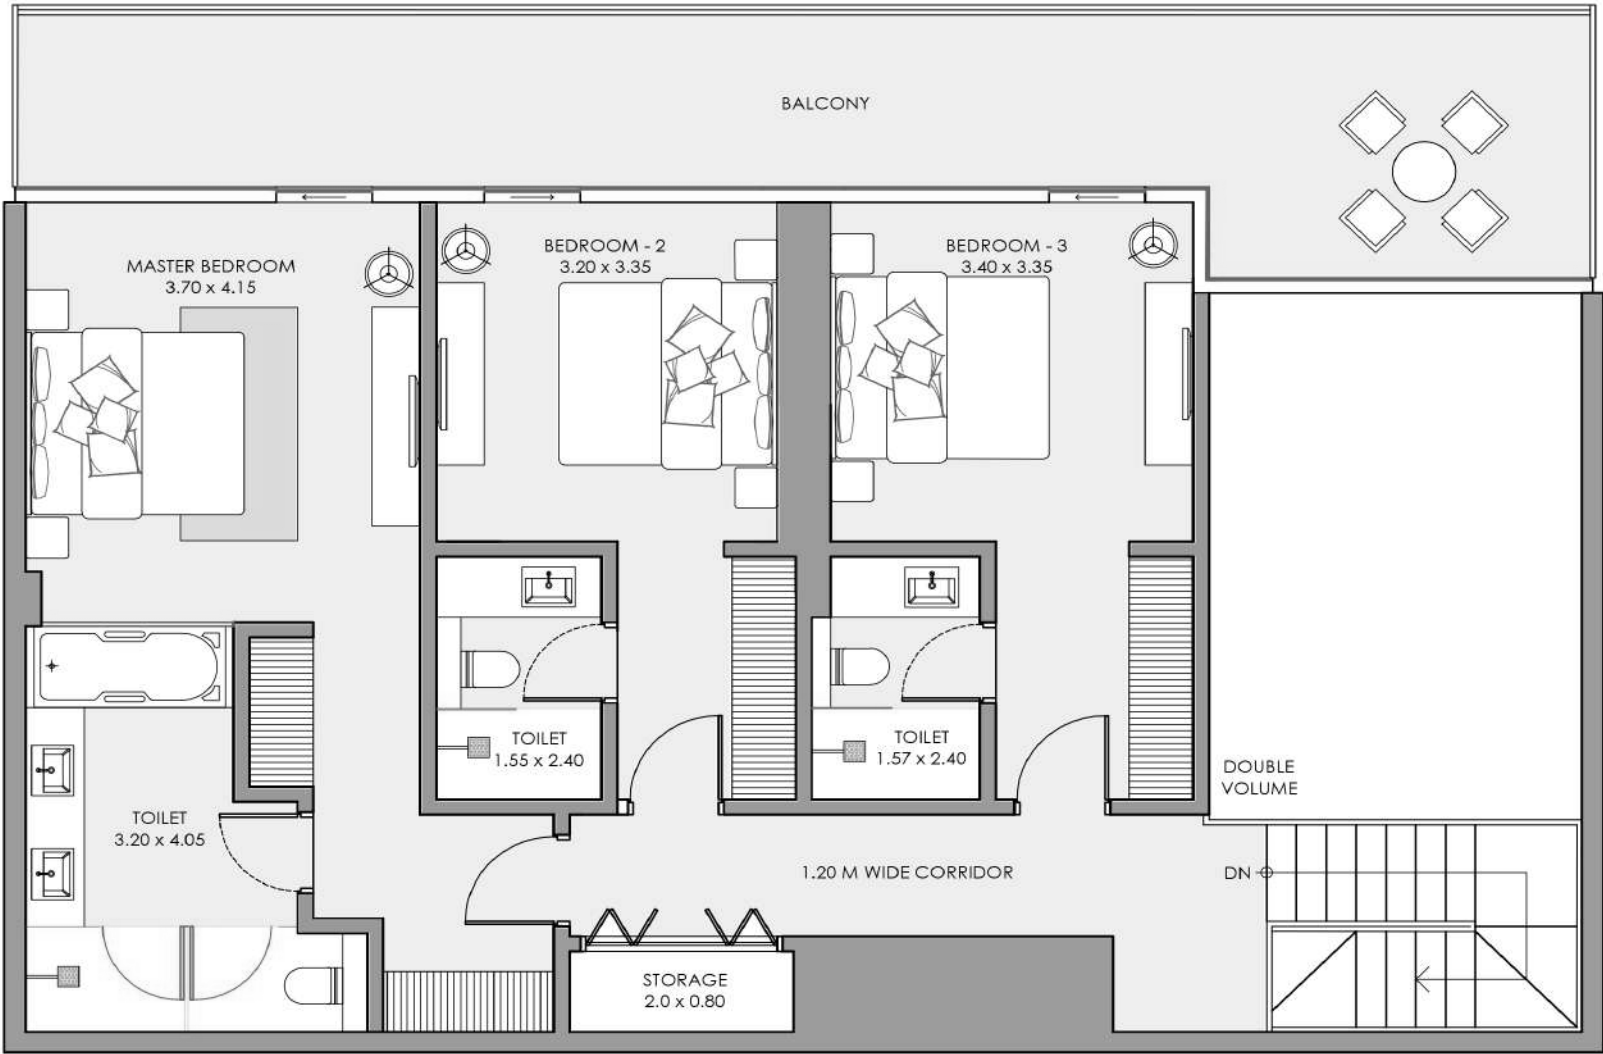 BALCONY
MASTER BEDROOM
3.70 x 4.15
BEDROOM - 2
3.20 x 3.35
BEDROOM - 3
3.40 x 3.35
TOILET
1.55 x 2.40
TOILET
1.57 x 2.40
DOUBLE
VOLUME
TOILET
3.20 x 4.05
1.20 M WIDE CORRIDOR
DN
STORAGE
2.0 x 0.80